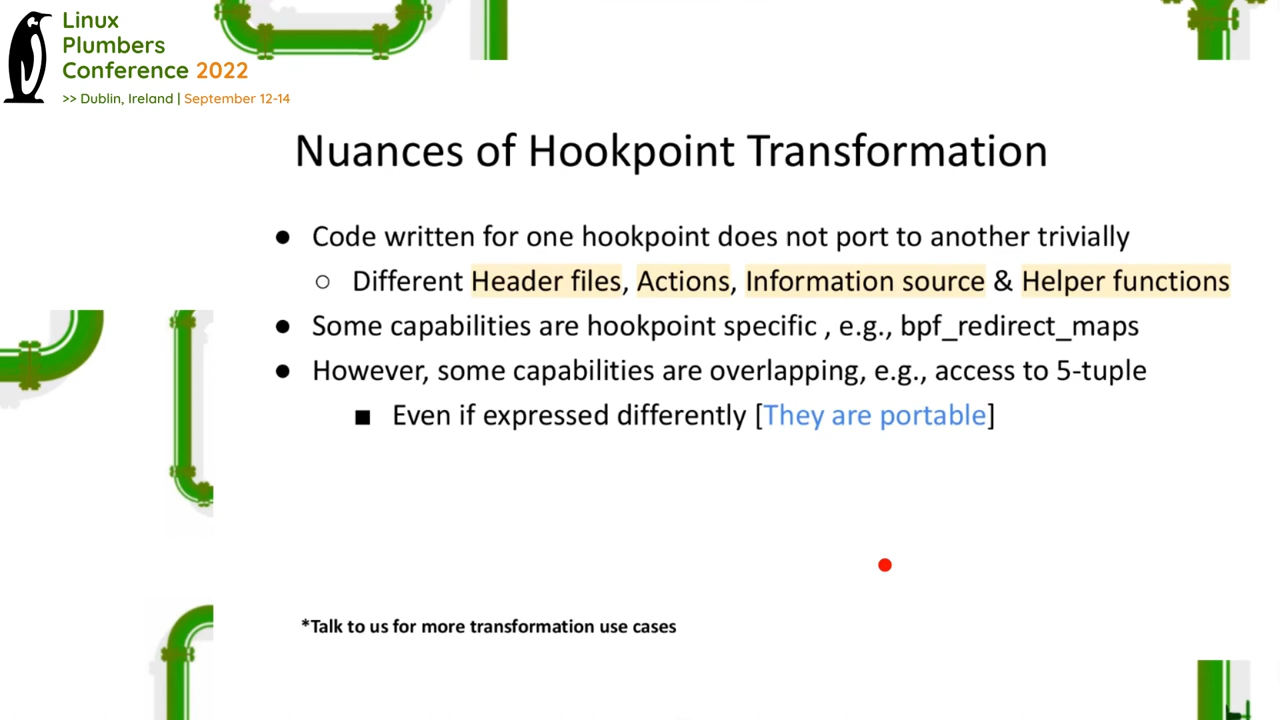 Linux
Plumbers
Conference 2022
>> Dublin, Ireland | September 12-14
Nuances of Hookpoint Transformation
● Code written for one hookpoint does not port to another trivially
○ Different Header files, Actions, Information source & Helper functions
● Some capabilities are hookpoint specific , e.g., bpf_redirect_maps
● However, some capabilities are overlapping, e.g., access to 5-tuple
■ Even if expressed differently [They are portable]
*Talk to us for more transformation use cases